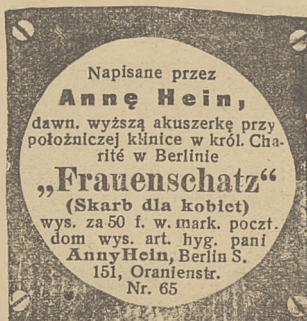 Napisane przez
Annę Hein,
dawn. wyższą akuszerkę przy
położniczej klinice w król. Cha-
rité w Berlinie
„Frauenschatz“
(Skarb dla kobiet)
wys. za 50 f. w. mark. poczt.
dom wys. art. hyg. pani
Anny Hein, Berlin S.
151, Oranienstr.
Nr. 65